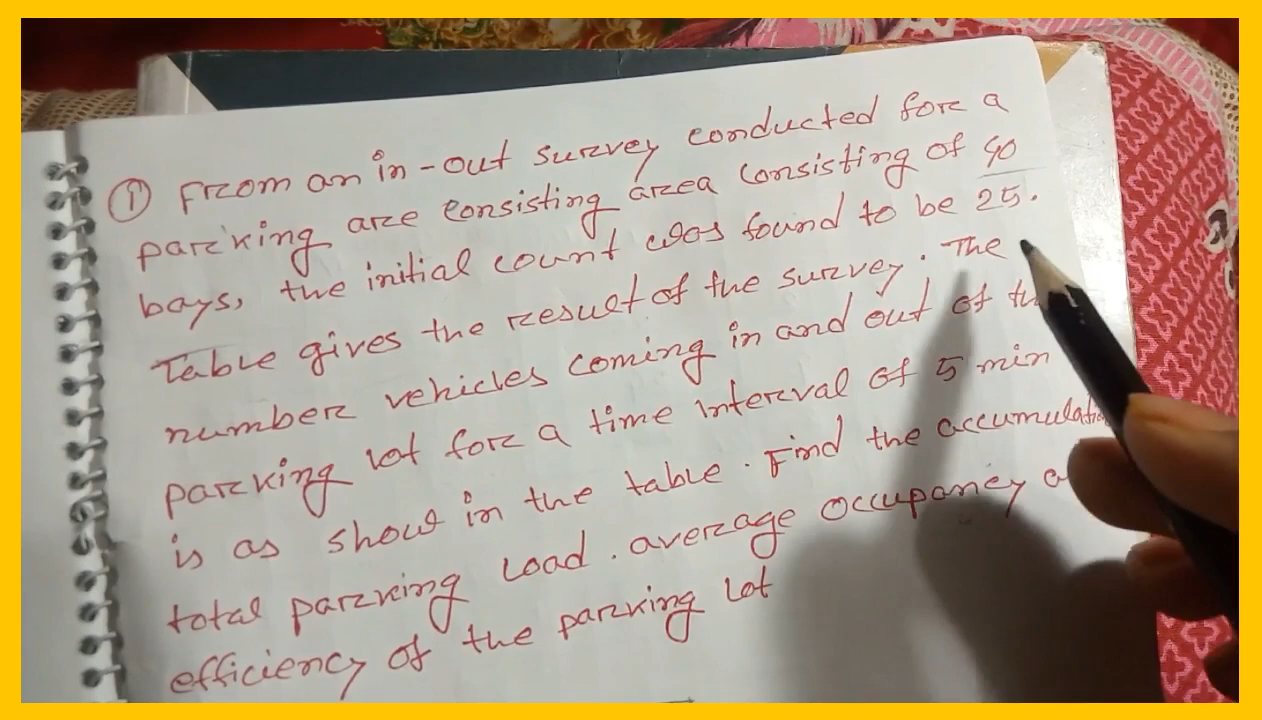 ① From an in-out survey conducted for a
parking are consisting area consisting of 40
bays, the initial count was found to be 25.
Table gives the result of the survey. The
number vehicles coming in and out of the
parking lot for a time interval of 5 min
is as show in the table. Find the accumulation
total parking load. average occupancy
efficiency of the parking lot